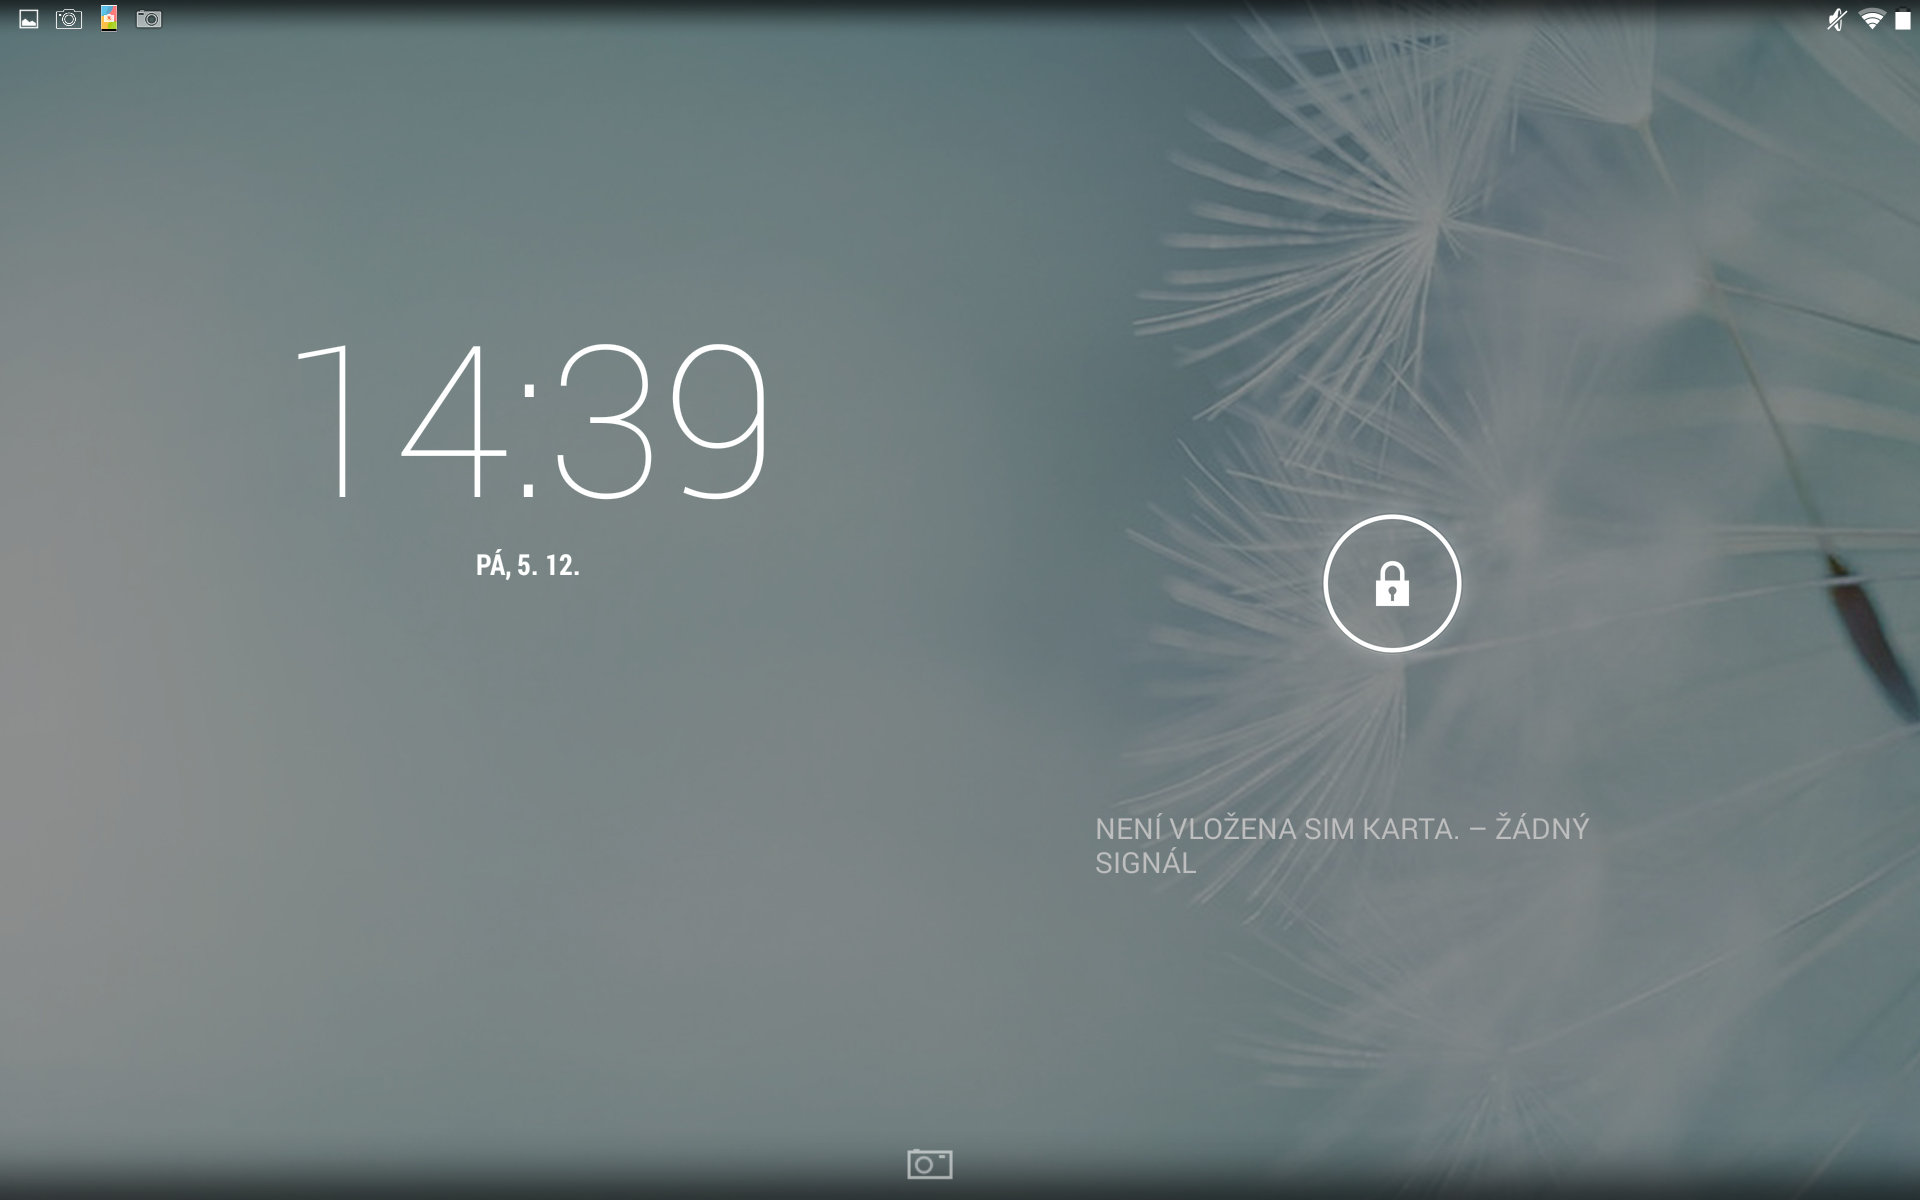 14:39
PÁ, 5. 12.
NENÍ VLOŽENA SIM KARTA. – ŽÁDNÝ
SIGNÁL